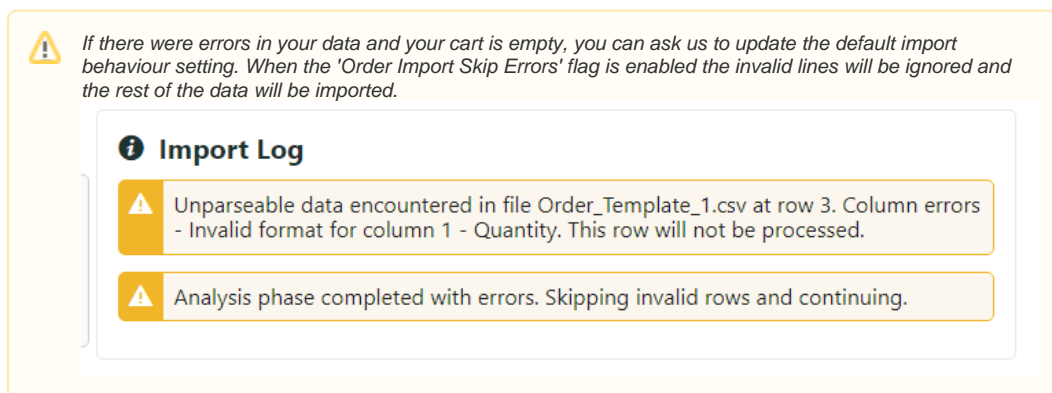 If there were errors in your data and your cart is empty, you can ask us to update the default import
behaviour setting. When the 'Order Import Skip Errors' flag is enabled the invalid lines will be ignored and
the rest of the data will be imported.
Import Log
Unparseable data encountered in file Order_Template_1.csv at row 3. Column errors
- Invalid format for column 1 - Quantity. This row will not be processed.
Analysis phase completed with errors. Skipping invalid rows and continuing.